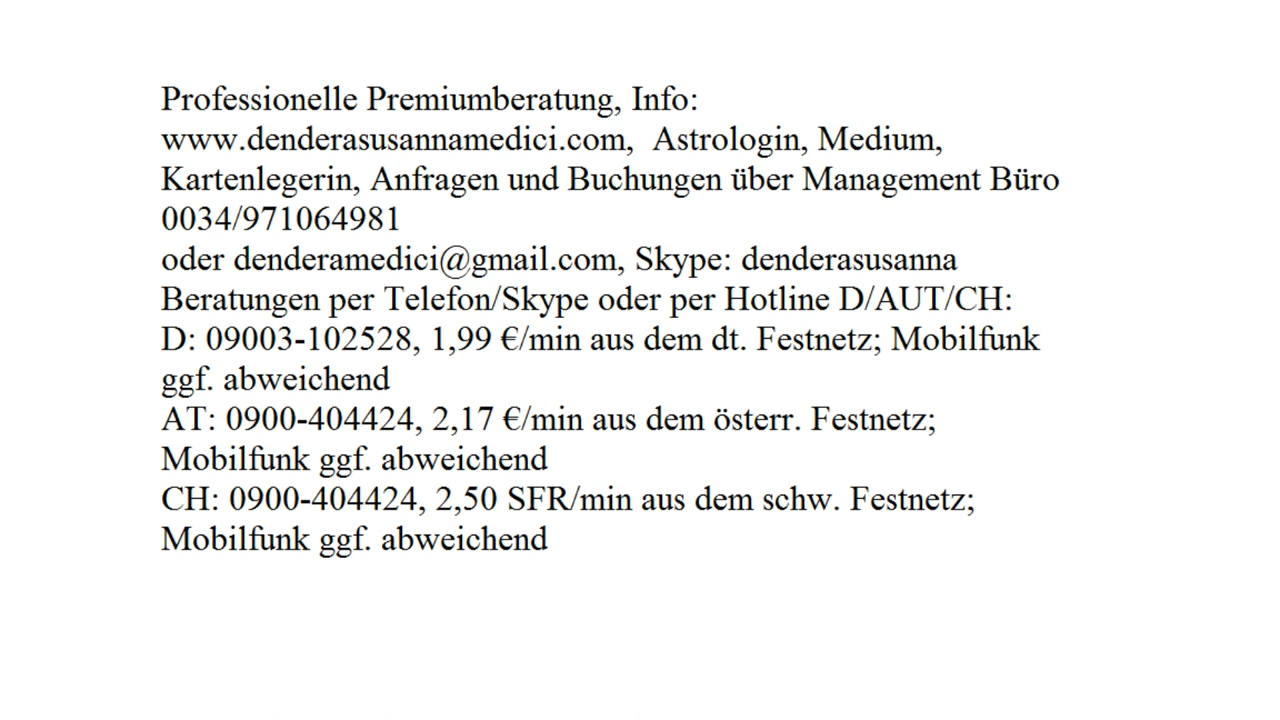 Professionelle Premiumberatung, Info:
www.denderasusannamedici.com,  Astrologin, Medium,
Kartenlegerin, Anfragen und Buchungen über Management Büro
0034/971064981
oder denderamedici@gmail.com, Skype: denderasusanna
Beratungen per Telefon/Skype oder per Hotline D/AUT/CH:
D: 09003-102528, 1,99 €/min aus dem dt. Festnetz; Mobilfunk
ggf. abweichend
AT: 0900-404424, 2,17 €/min aus dem österr. Festnetz;
Mobilfunk ggf. abweichend
CH: 0900-404424, 2,50 SFR/min aus dem schw. Festnetz;
Mobilfunk ggf. abweichend